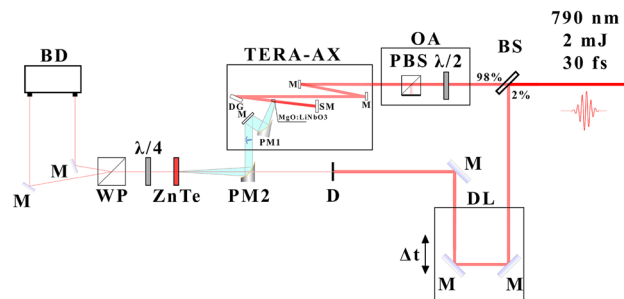 790 nm
2 mJ
30 fs
BS
OA
PBS λ/2
98%
2%
TERA-AX
M
DG
SM
M
M
MgO:LiNbO3
PM1
BD
λ/4
M
M
WP
ZnTe
PM2
D
M
DL
Δt
M
M